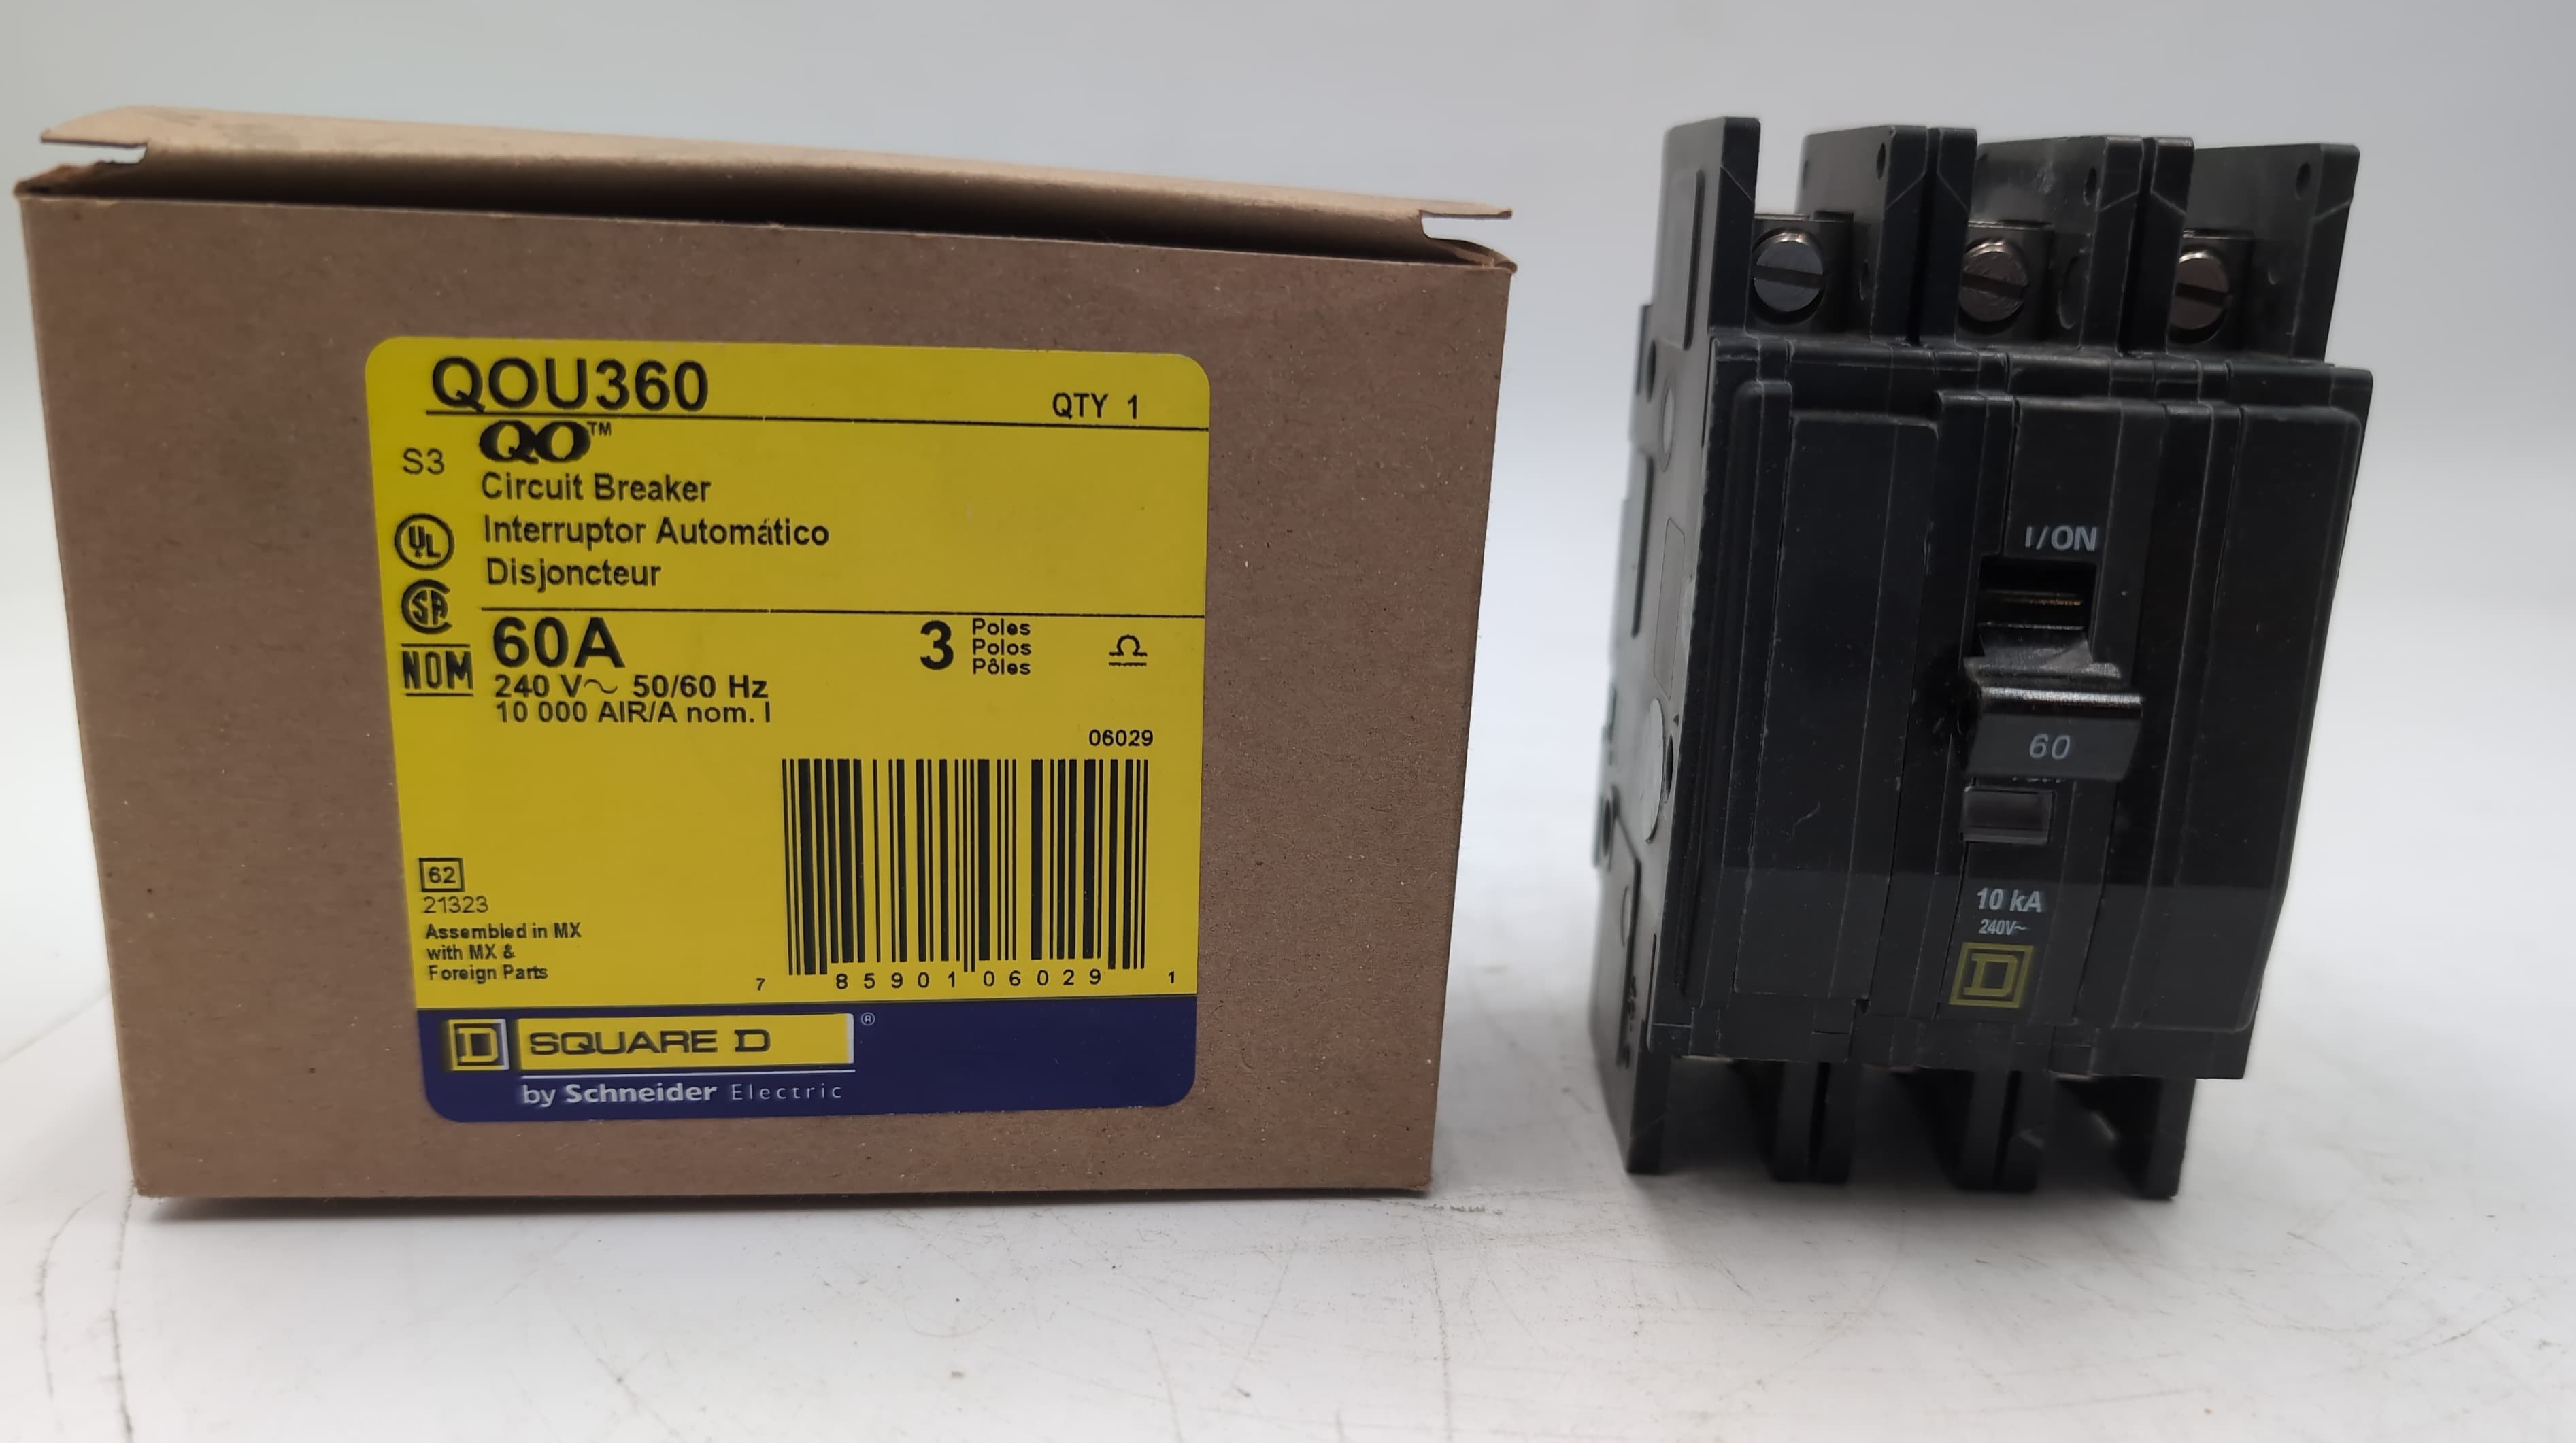 QOU360
QTY 1
S3
QO™
Circuit Breaker
Interruptor Automático
Disjoncteur
UL
SA
NOM
60A
3
Poles
Polos
Pôles
240 V~ 50/60 Hz
10 000 AIR/A nom. I
06029
7 85901 06029 1
62
21323
Assembled in MX
with MX &
Foreign Parts
D SQUARE D ®
by Schneider Electric
I/ON
60
10 kA
240V~
D